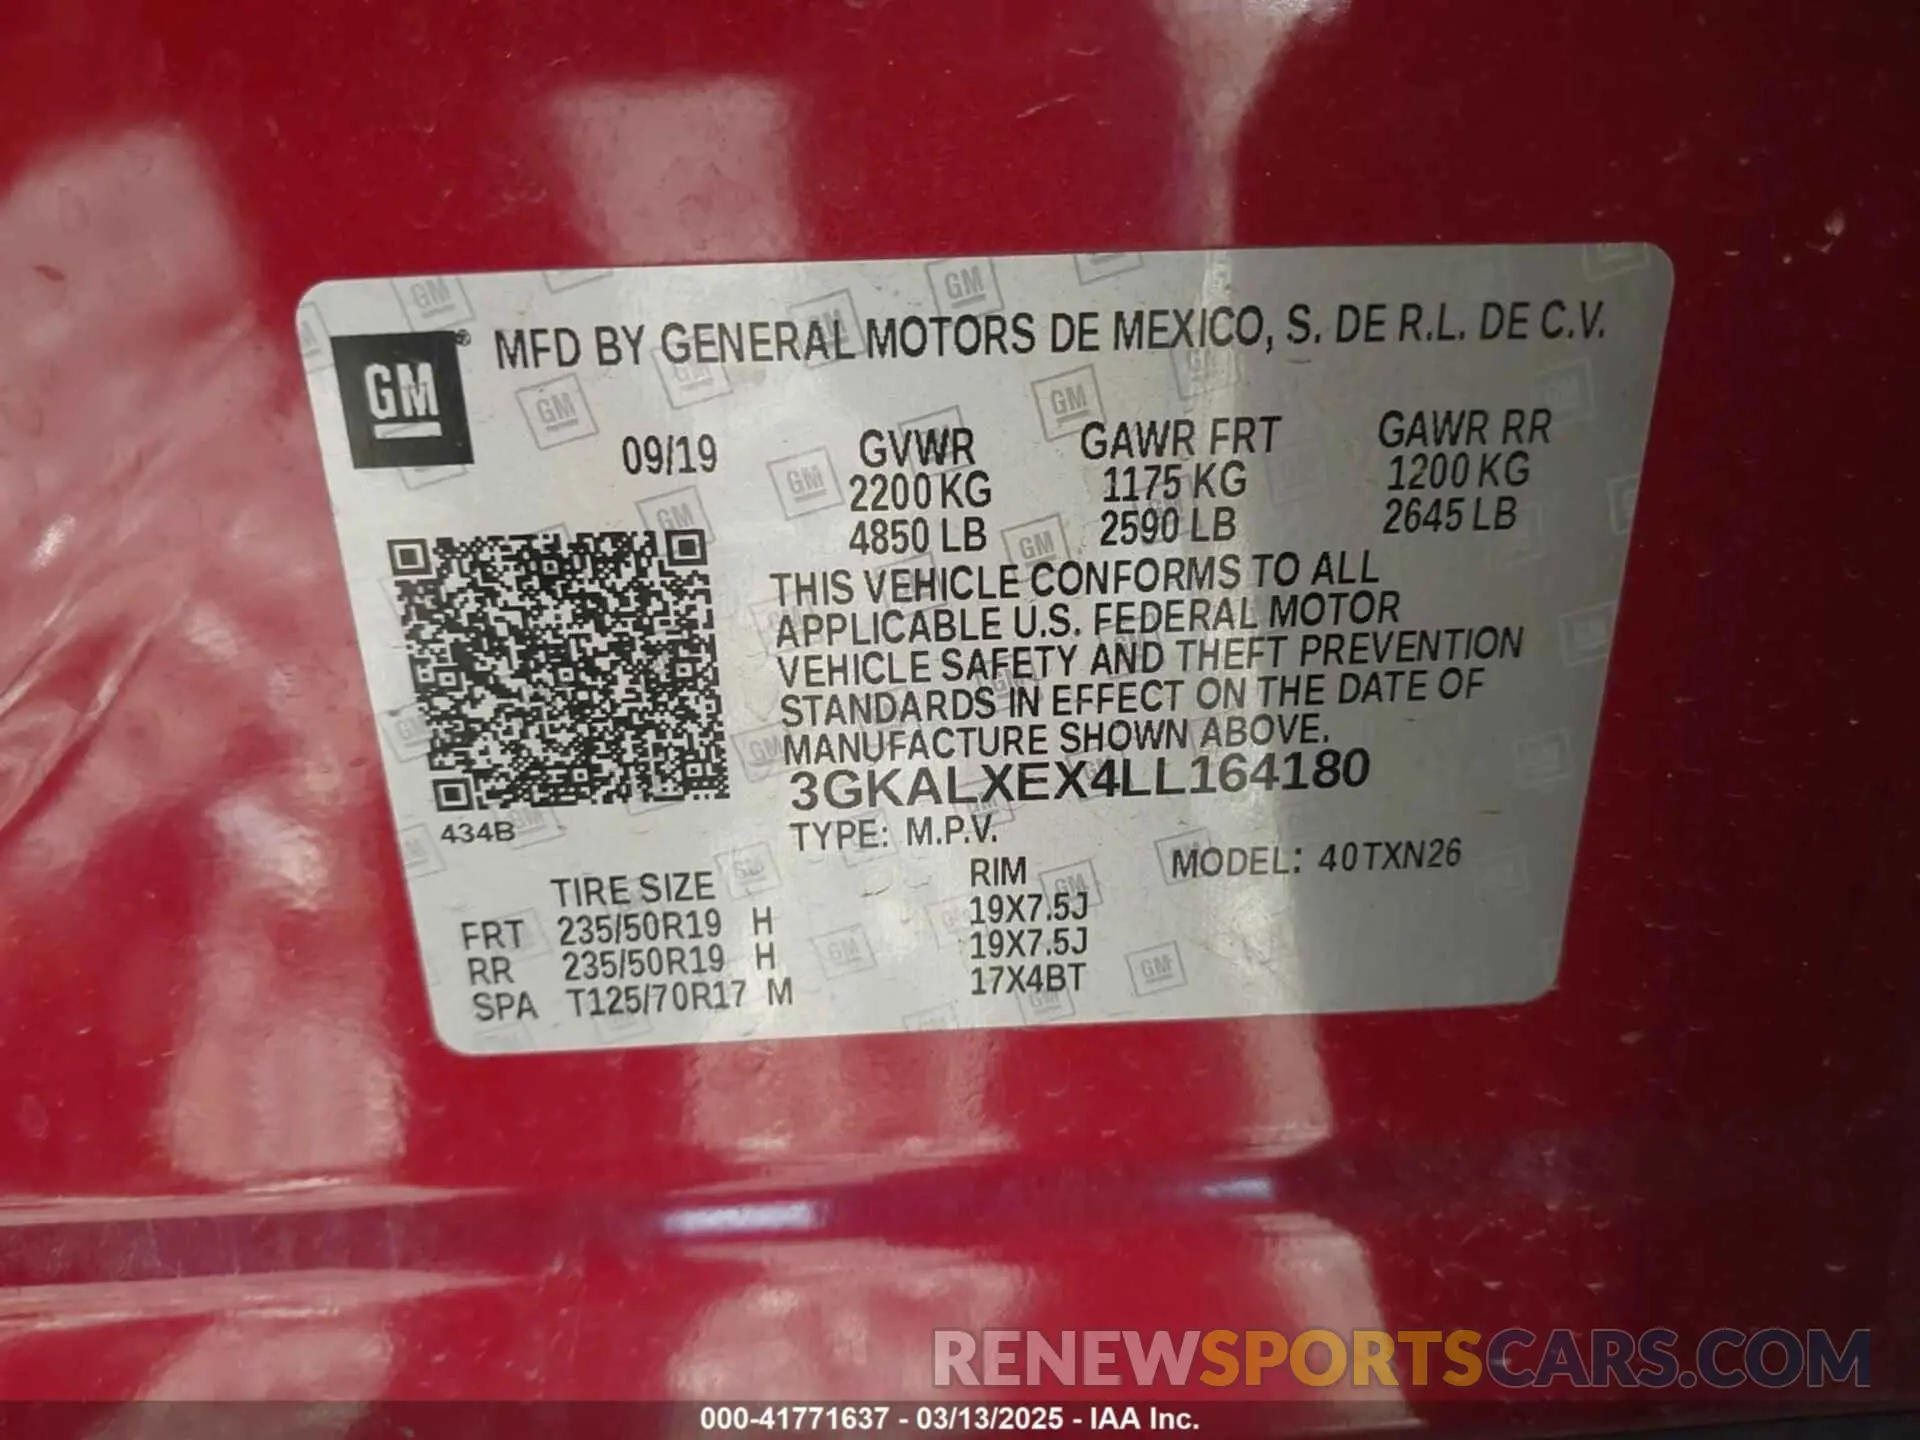 GM® MFD BY GENERAL MOTORS DE MEXICO, S. DE R.L. DE C.V.
09/19 GVWR GAWR FRT GAWR RR
2200 KG 1175 KG 1200 KG
4850 LB 2590 LB 2645 LB
THIS VEHICLE CONFORMS TO ALL
APPLICABLE U.S. FEDERAL MOTOR
VEHICLE SAFETY AND THEFT PREVENTION
STANDARDS IN EFFECT ON THE DATE OF
MANUFACTURE SHOWN ABOVE.
3GKALXEX4LL164180
434B TYPE: M.P.V.
TIRE SIZE RIM MODEL: 40TXN26
FRT 235/50R19 H 19X7.5J
RR 235/50R19 H 19X7.5J
SPA T125/70R17 M 17X4BT
RENEWSPORTSCARS.COM
000-41771637 - 03/13/2025 - IAA Inc.